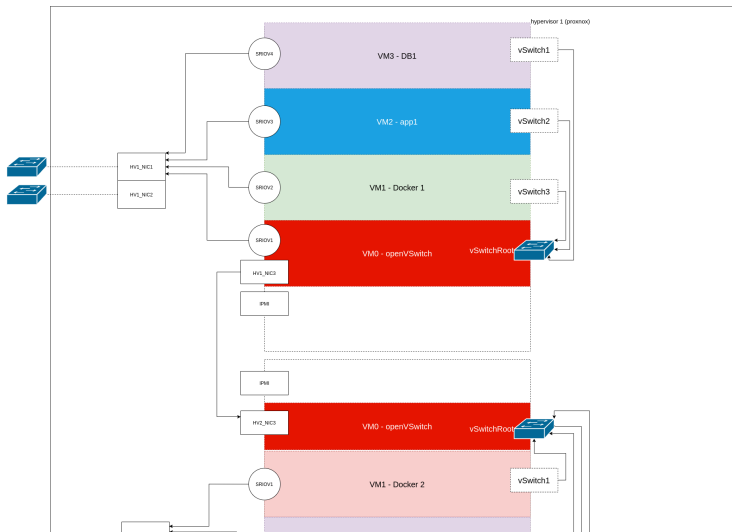 hypervisor 1 (proxnox)
SRIOV4
VM3 - DB1
vSwitch1
SRIOV3
VM2 - app1
vSwitch2
HV1_NIC1
HV1_NIC2
SRIOV2
VM1 - Docker 1
vSwitch3
SRIOV1
VM0 - openVSwitch
vSwitchRoot
HV1_NIC3
IPMI
IPMI
HV2_NIC3
VM0 - openVSwitch
vSwitchRoot
SRIOV1
VM1 - Docker 2
vSwitch1